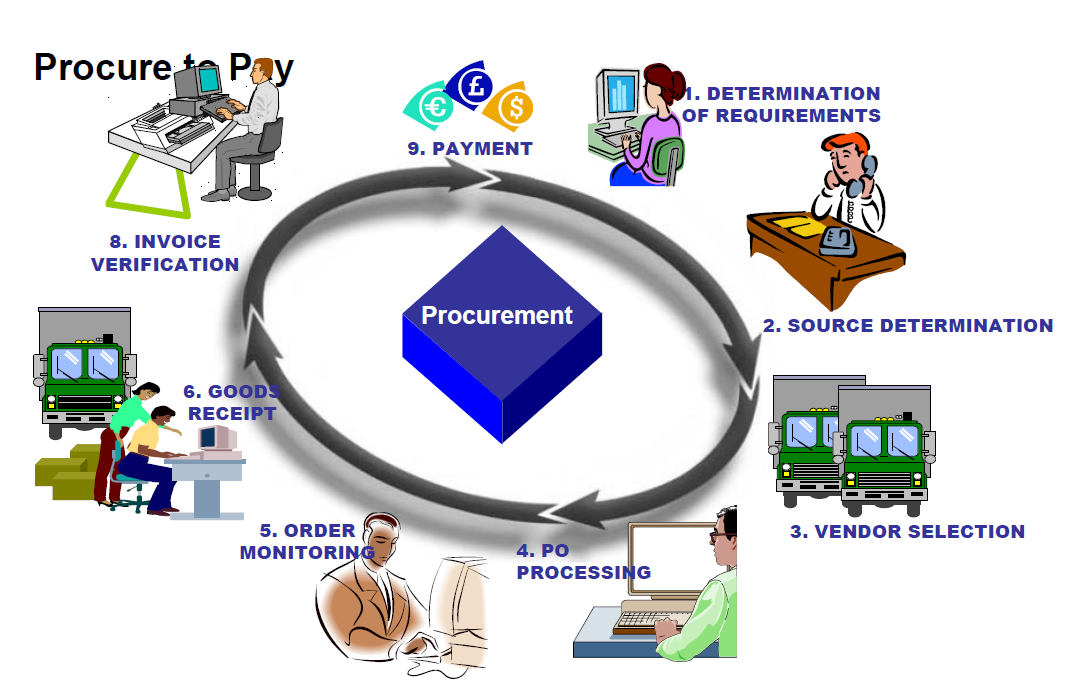 Procure to Pay
€ £ $
9. PAYMENT
1. DETERMINATION
OF REQUIREMENTS
2. SOURCE DETERMINATION
3. VENDOR SELECTION
4. PO
PROCESSING
5. ORDER
MONITORING
6. GOODS
RECEIPT
8. INVOICE
VERIFICATION
Procurement